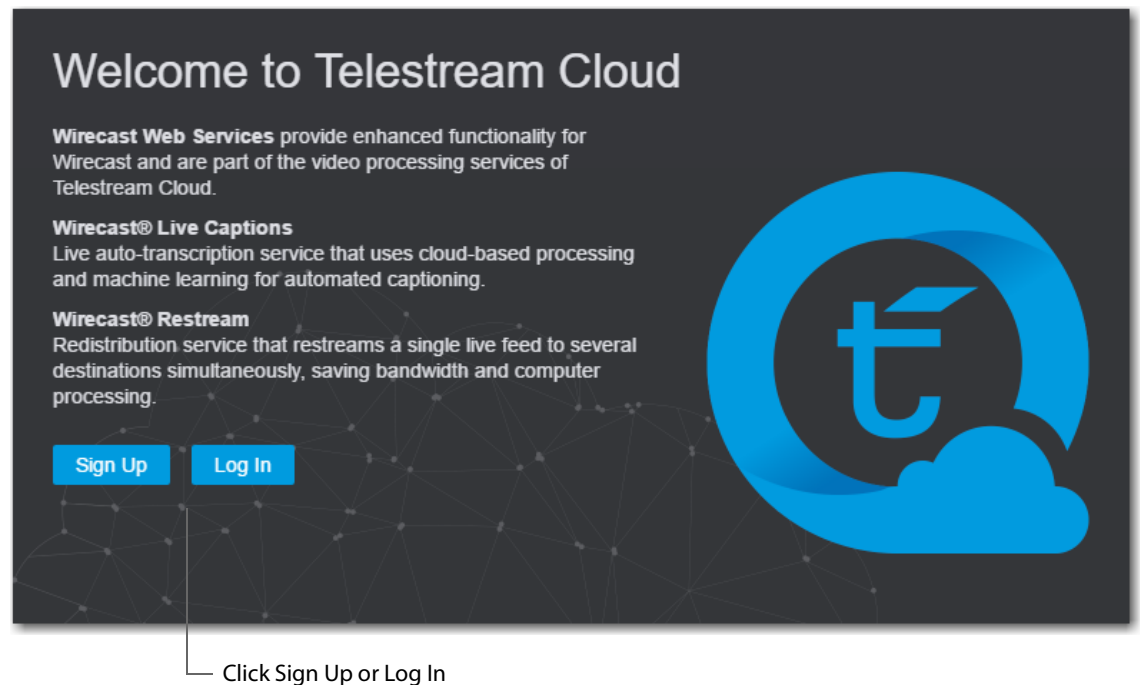 Welcome to Telestream Cloud
Wirecast Web Services provide enhanced functionality for
Wirecast and are part of the video processing services of
Telestream Cloud.
Wirecast® Live Captions
Live auto-transcription service that uses cloud-based processing
and machine learning for automated captioning.
Wirecast® Restream
Redistribution service that restreams a single live feed to several
destinations simultaneously, saving bandwidth and computer
processing.
Sign Up
Log In
Click Sign Up or Log In